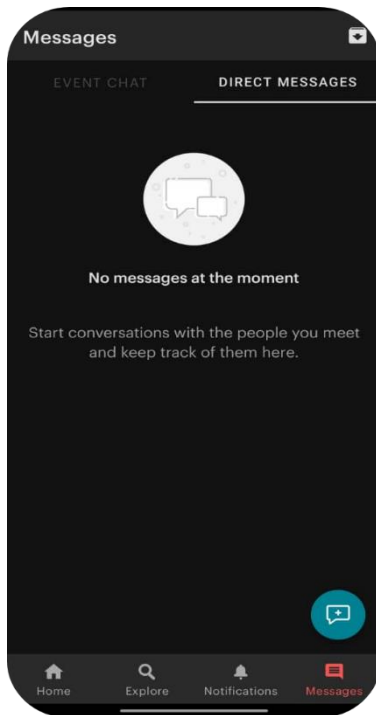 Messages
EVENT CHAT
DIRECT MESSAGES
No messages at the moment
Start conversations with the people you meet
and keep track of them here.
Home
Explore
Notifications
Messages